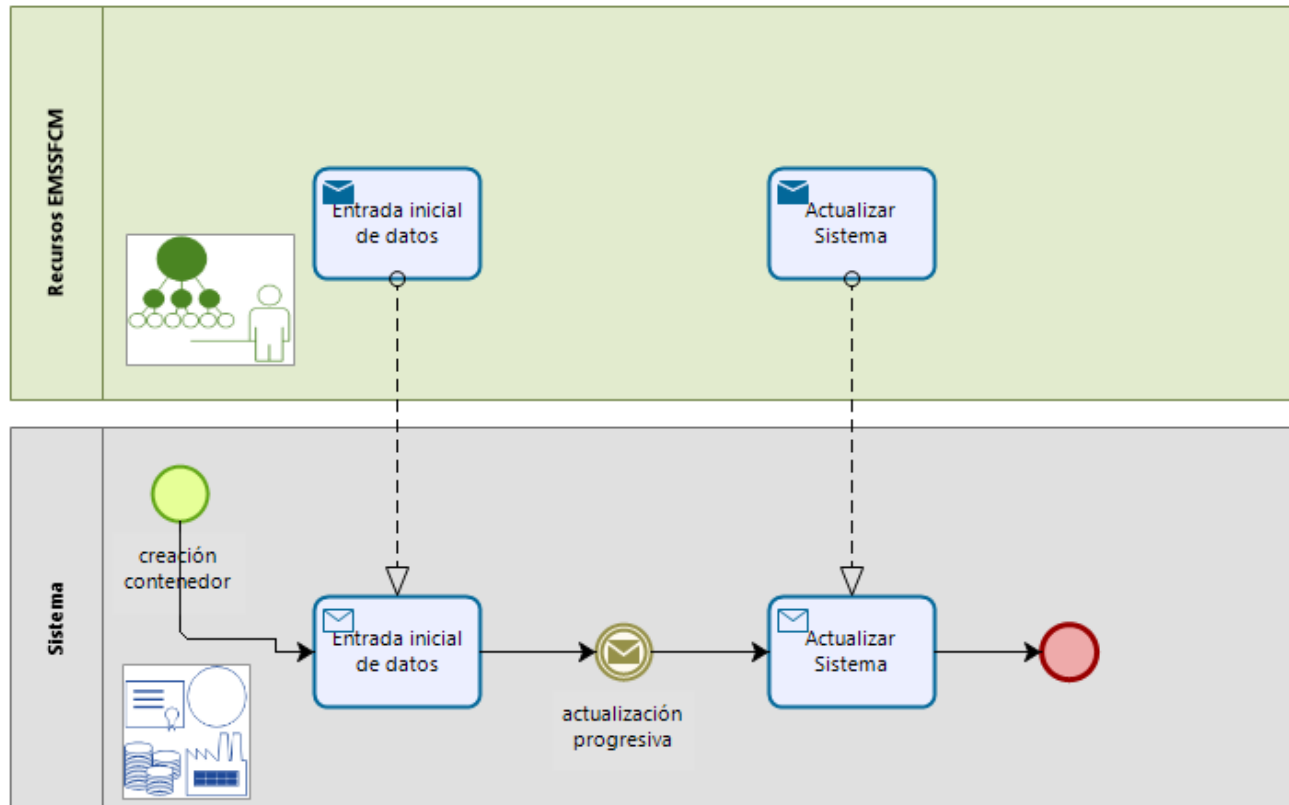 Recursos EMSSFCM
Entrada inicial
de datos
Actualizar
Sistema
Sistema
creación
contenedor
Entrada inicial
de datos
actualización
progresiva
Actualizar
Sistema